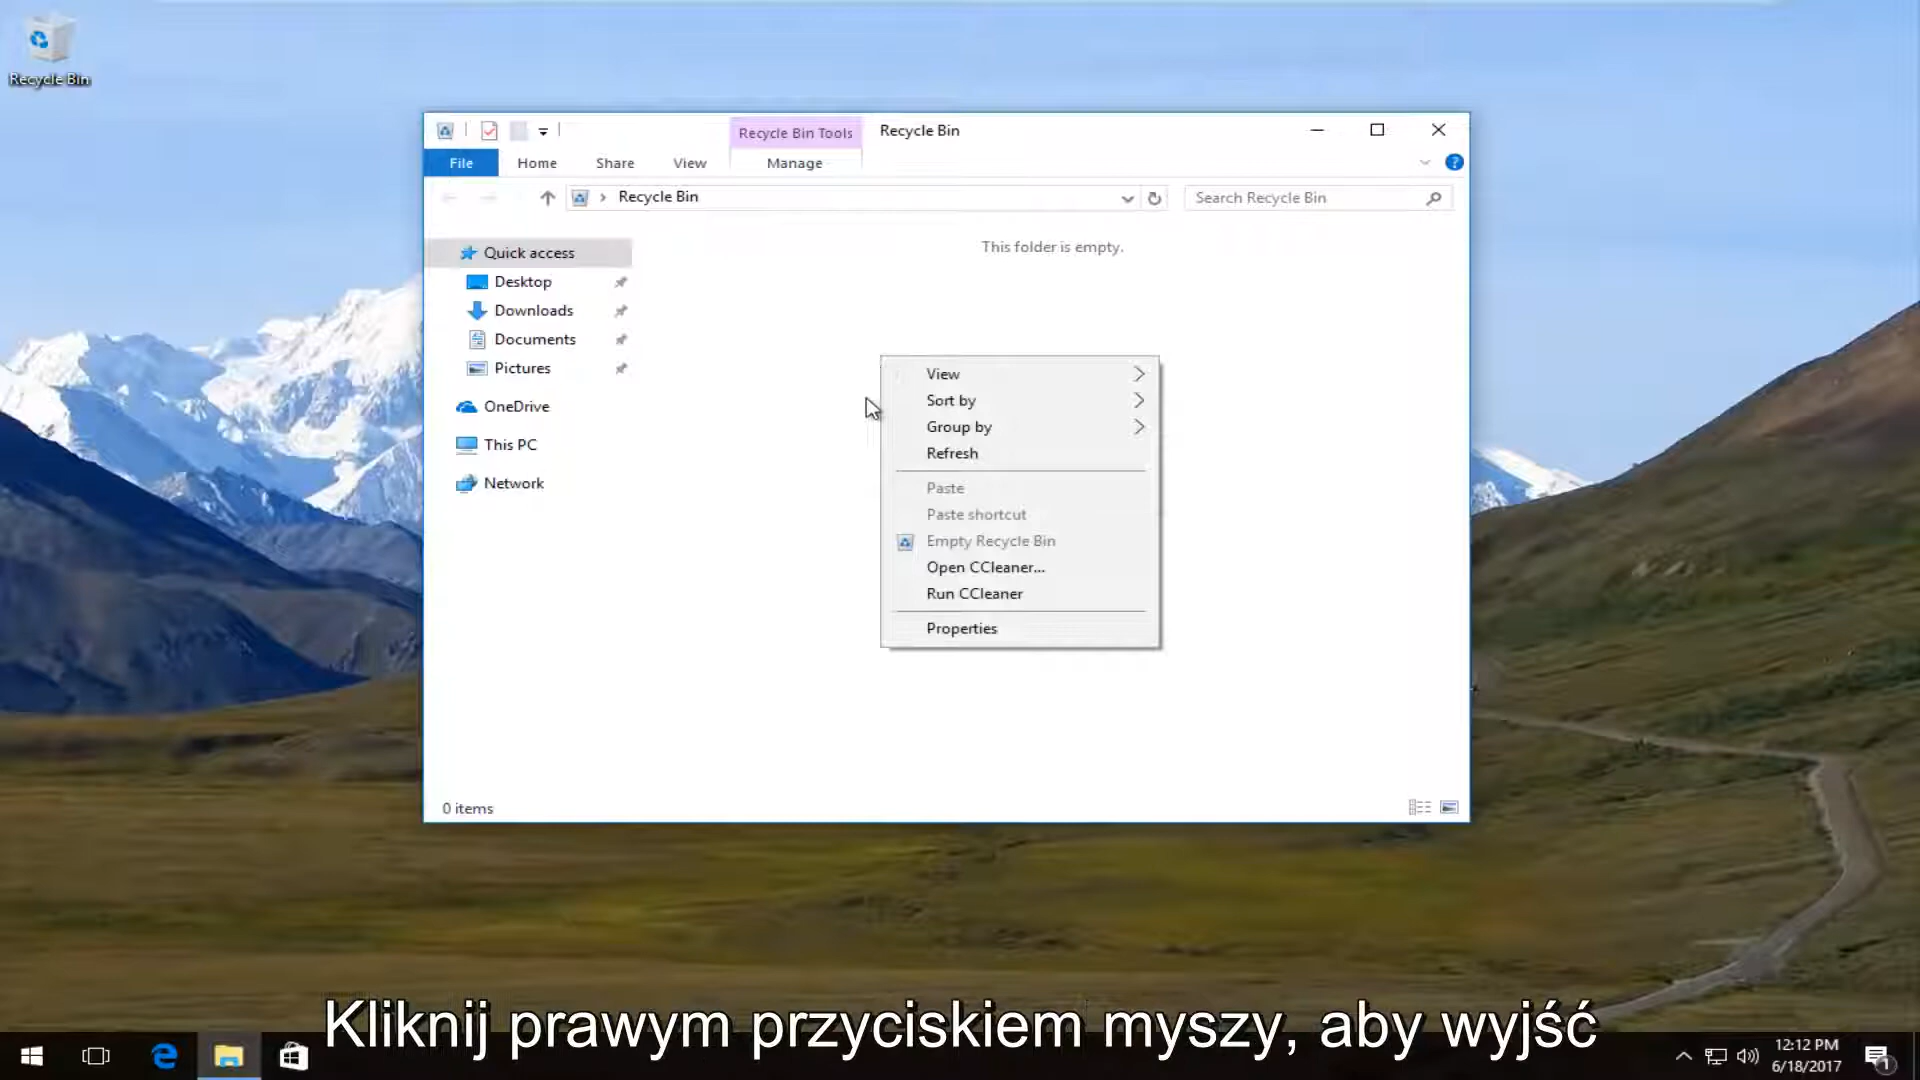 Recycle Bin
Recycle Bin Tools
Recycle Bin
File
Home
Share
View
Manage
Recycle Bin
Search Recycle Bin
Quick access
This folder is empty.
Desktop
Downloads
Documents
Pictures
OneDrive
This PC
Network
View
Sort by
Group by
Refresh
Paste
Paste shortcut
Empty Recycle Bin
Open CCleaner...
Run CCleaner
Properties
0 items
Kliknij prawym przyciskiem myszy, aby wyjść
12:12 PM
6/18/2017
1